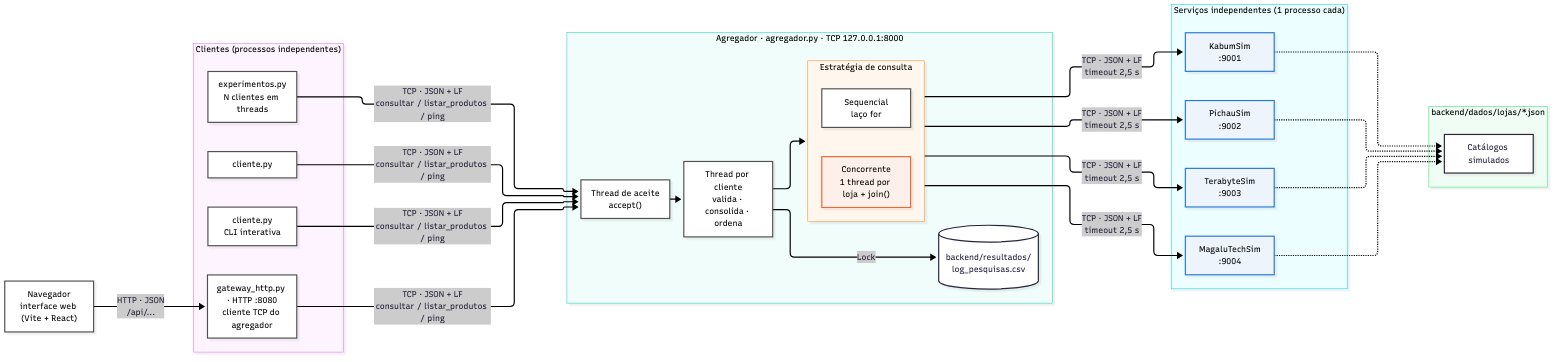 Clientes (processos independentes)
experimentos.py
N clientes em
threads
cliente.py
cliente.py
CLI interativa
gateway_http.py
· HTTP :8080
cliente TCP do
agregador
Navegador
interface web
(Vite + React)
HTTP · JSON
/api/...
TCP · JSON + LF
consultar / listar_produtos
/ ping
TCP · JSON + LF
consultar / listar_produtos
/ ping
TCP · JSON + LF
consultar / listar_produtos
/ ping
TCP · JSON + LF
consultar / listar_produtos
/ ping
Agregador · agregador.py · TCP 127.0.0.1:8000
Thread de aceite
accept()
Thread por
cliente
valida ·
consolida ·
ordena
Estratégia de consulta
Sequencial
laço for
Concorrente
1 thread por
loja + join()
Lock
backend/resultados/
log_pesquisas.csv
TCP · JSON + LF
timeout 2,5 s
TCP · JSON + LF
timeout 2,5 s
TCP · JSON + LF
timeout 2,5 s
TCP · JSON + LF
timeout 2,5 s
Serviços independentes (1 processo cada)
KabumSim
:9001
PichauSim
:9002
TerabyteSim
:9003
MagaluTechSim
:9004
backend/dados/lojas/*.json
Catálogos
simulados